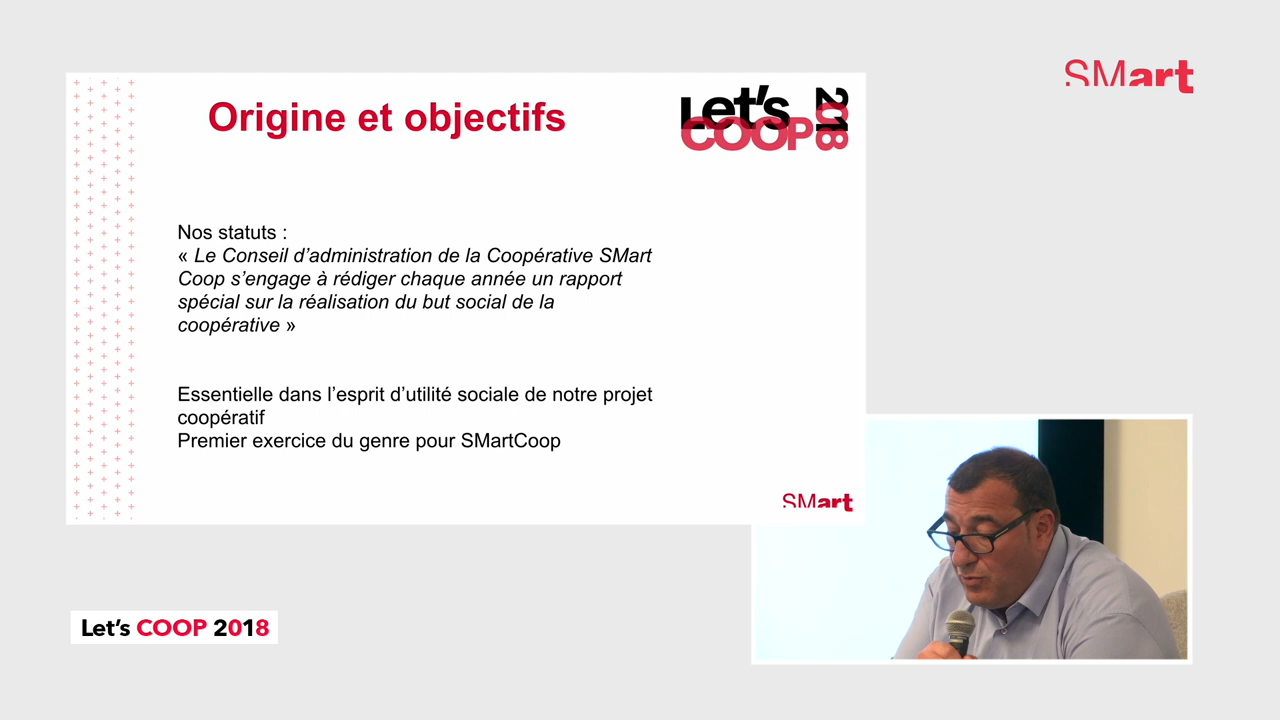 SMart
Origine et objectifs
Let's
COOP
2018
Nos statuts :
« Le Conseil d’administration de la Coopérative SMart
Coop s’engage à rédiger chaque année un rapport
spécial sur la réalisation du but social de la
coopérative »
Essentielle dans l’esprit d’utilité sociale de notre projet
coopératif
Premier exercice du genre pour SMartCoop
SMart
Let’s COOP 2018